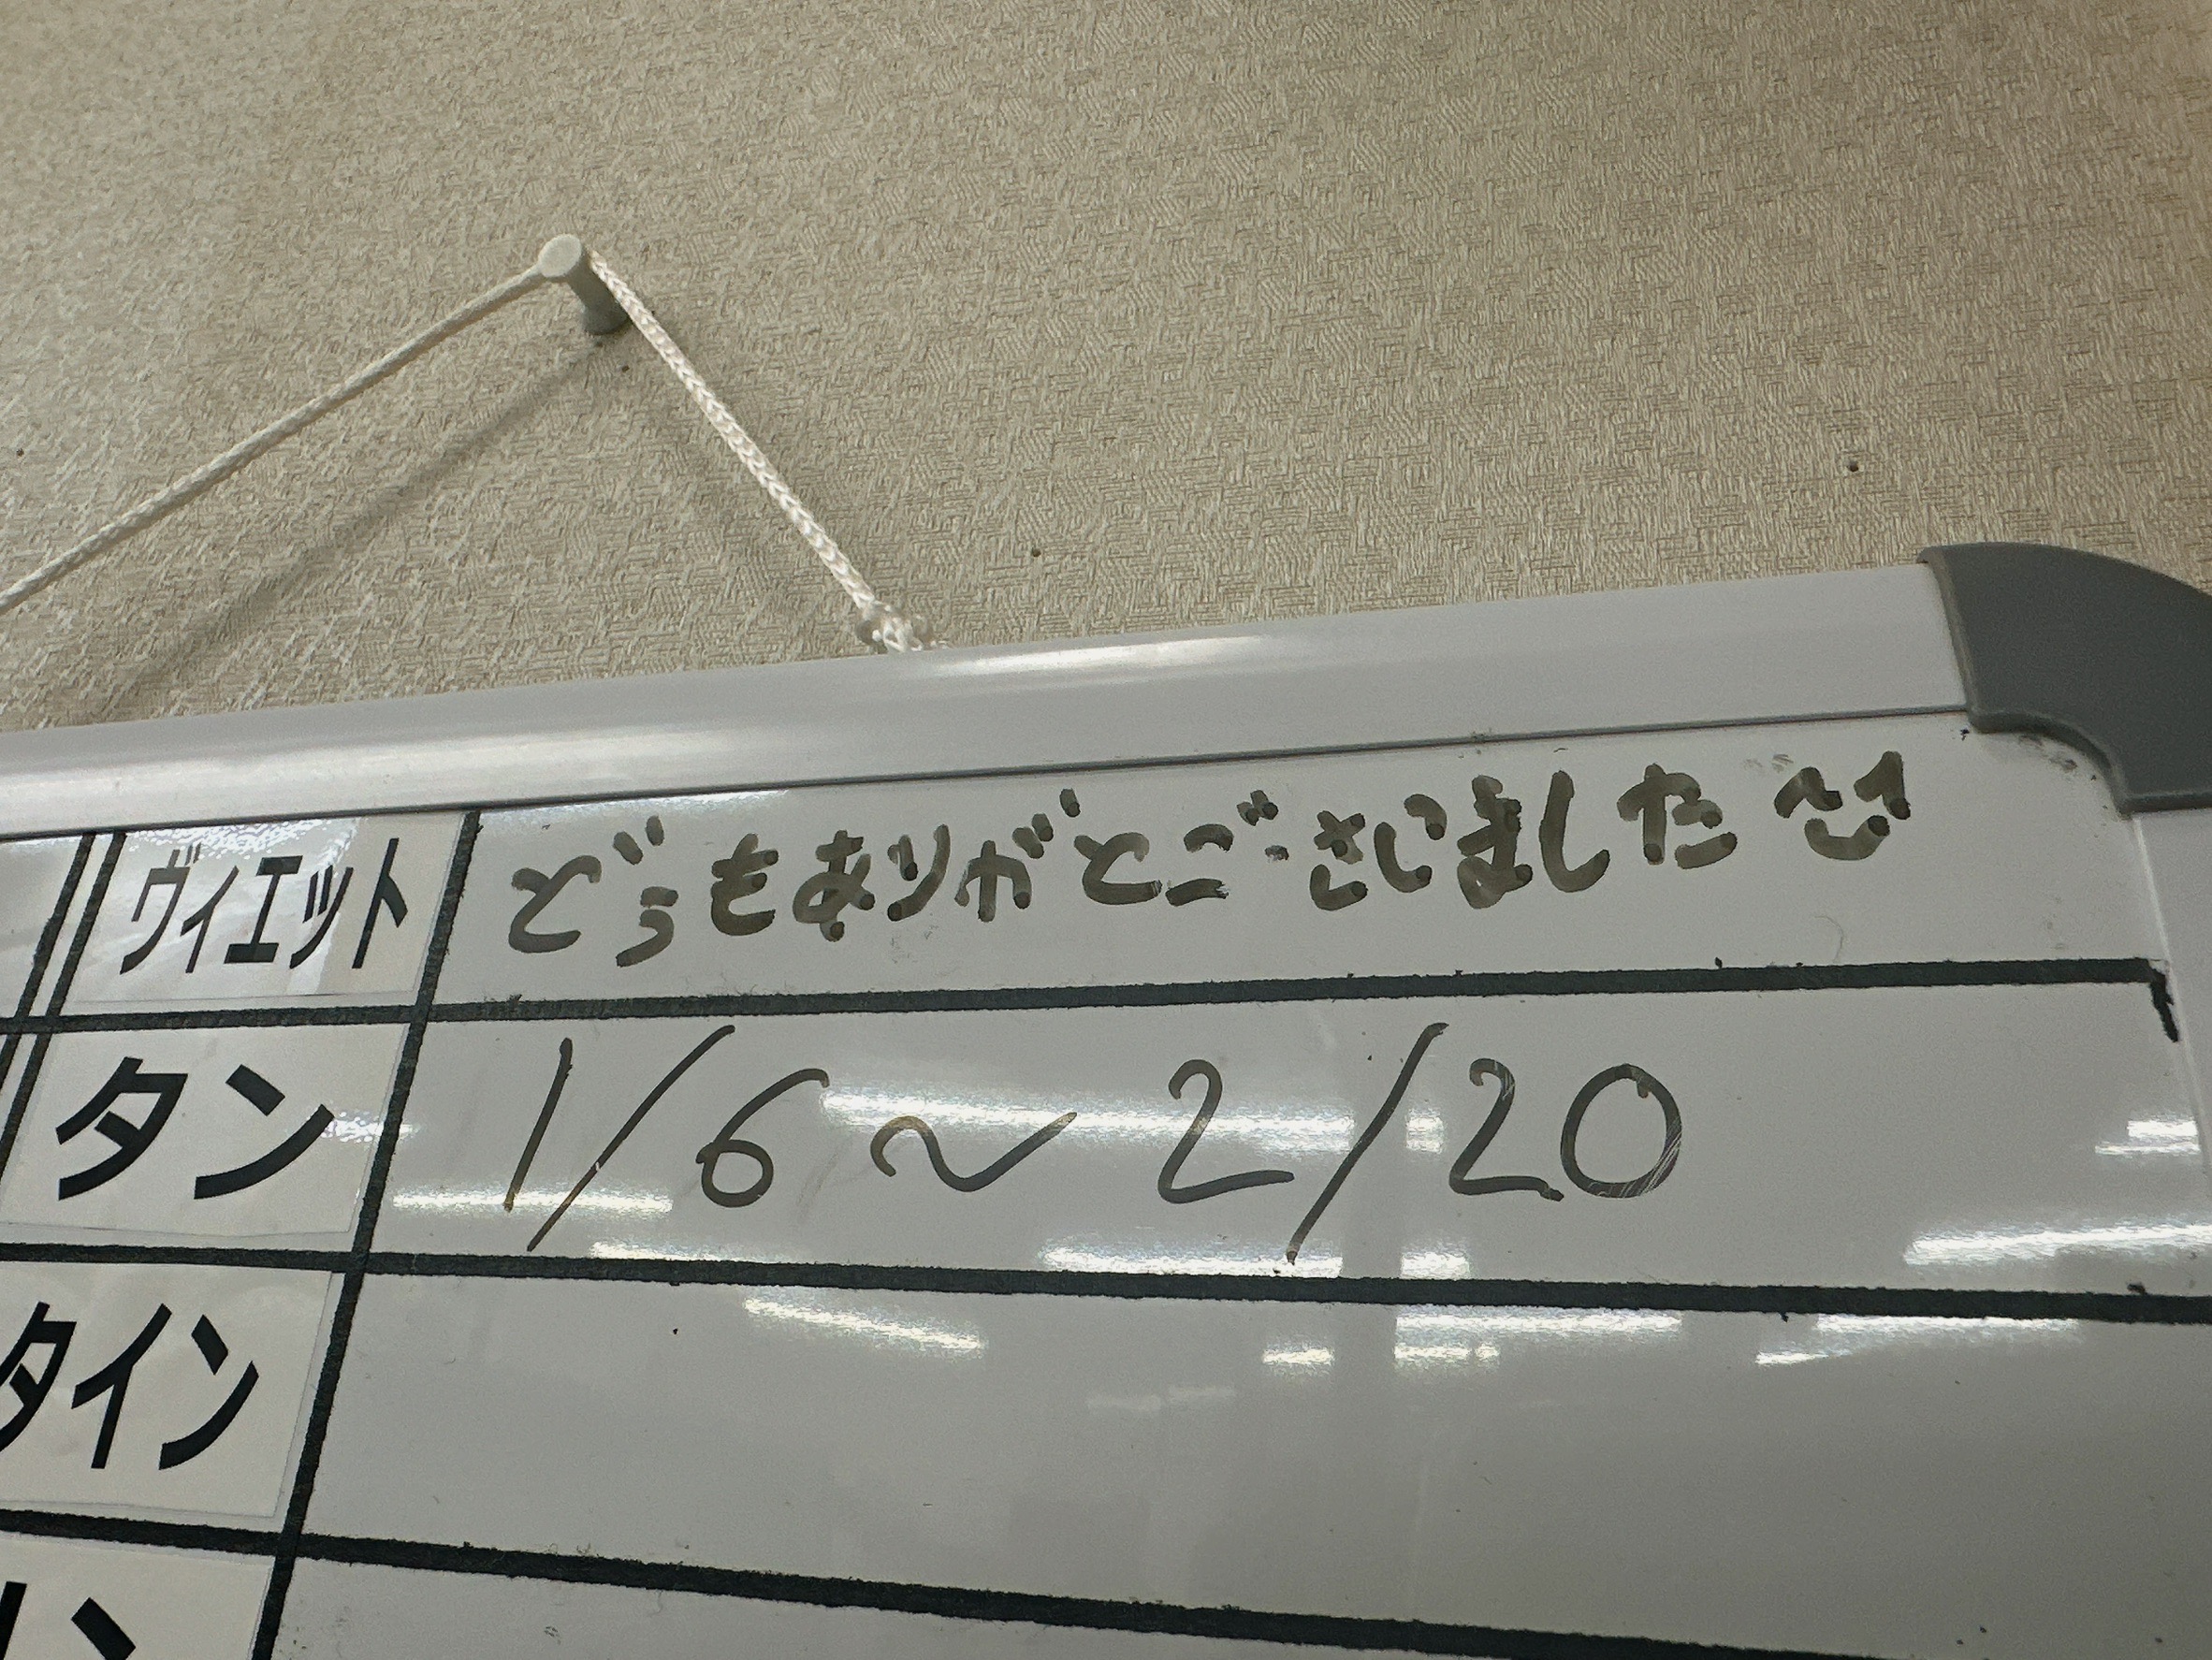 ヴィエット どうもありがとございました
タン 1/6～2/20
タイン